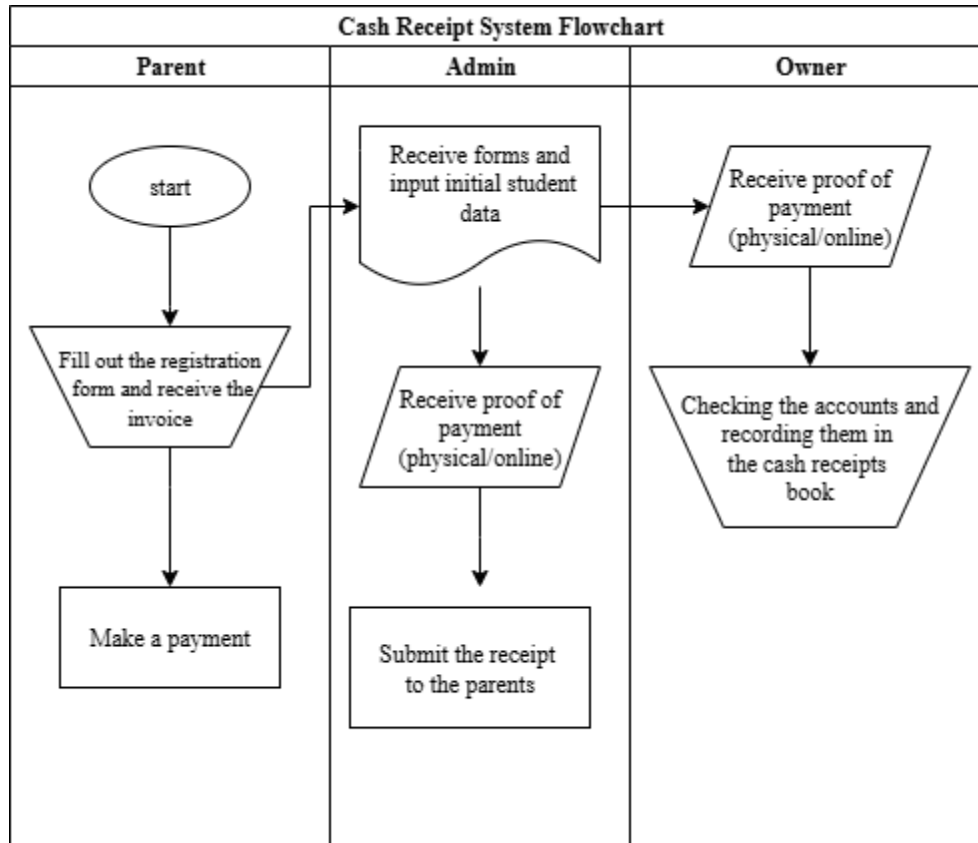 Cash Receipt System Flowchart
Parent
Admin
Owner
start
Fill out the registration
form and receive the
invoice
Make a payment
Receive forms and
input initial student
data
Receive proof of
payment
(physical/online)
Submit the receipt
to the parents
Receive proof of
payment
(physical/online)
Checking the accounts and
recording them in
the cash receipts
book